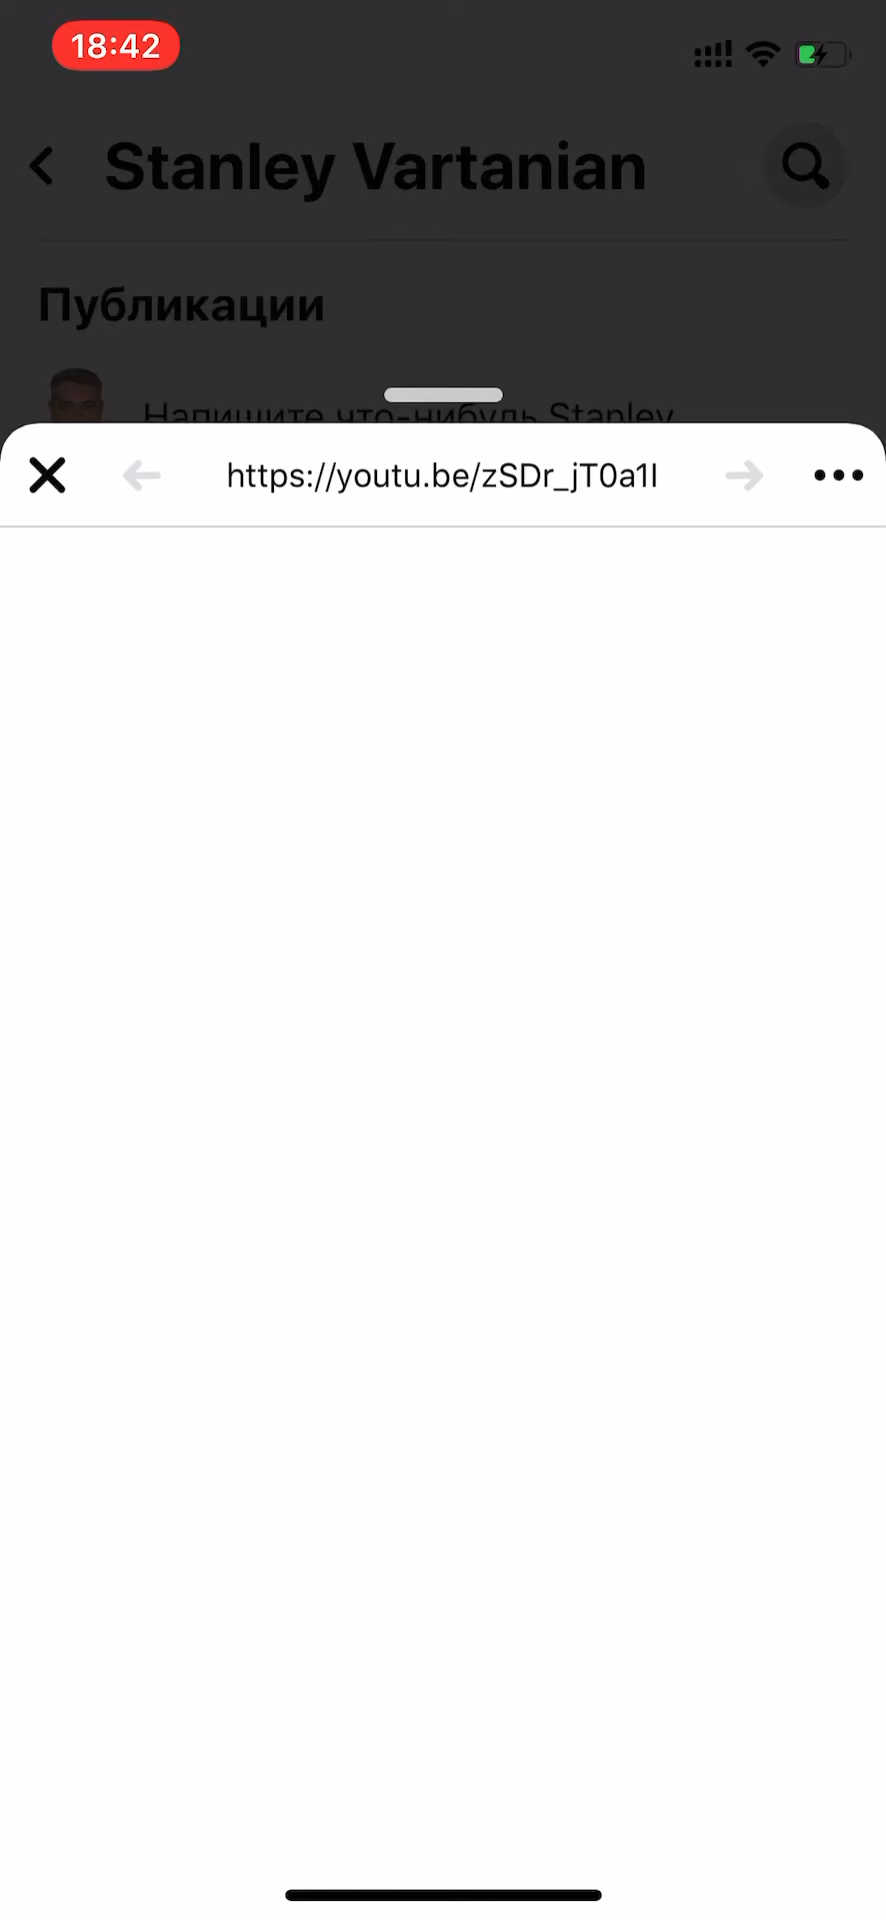 18:42
Stanley Vartanian
Публикации
Напишите что-нибудь Stanley
https://youtu.be/zSDr_jT0a1I